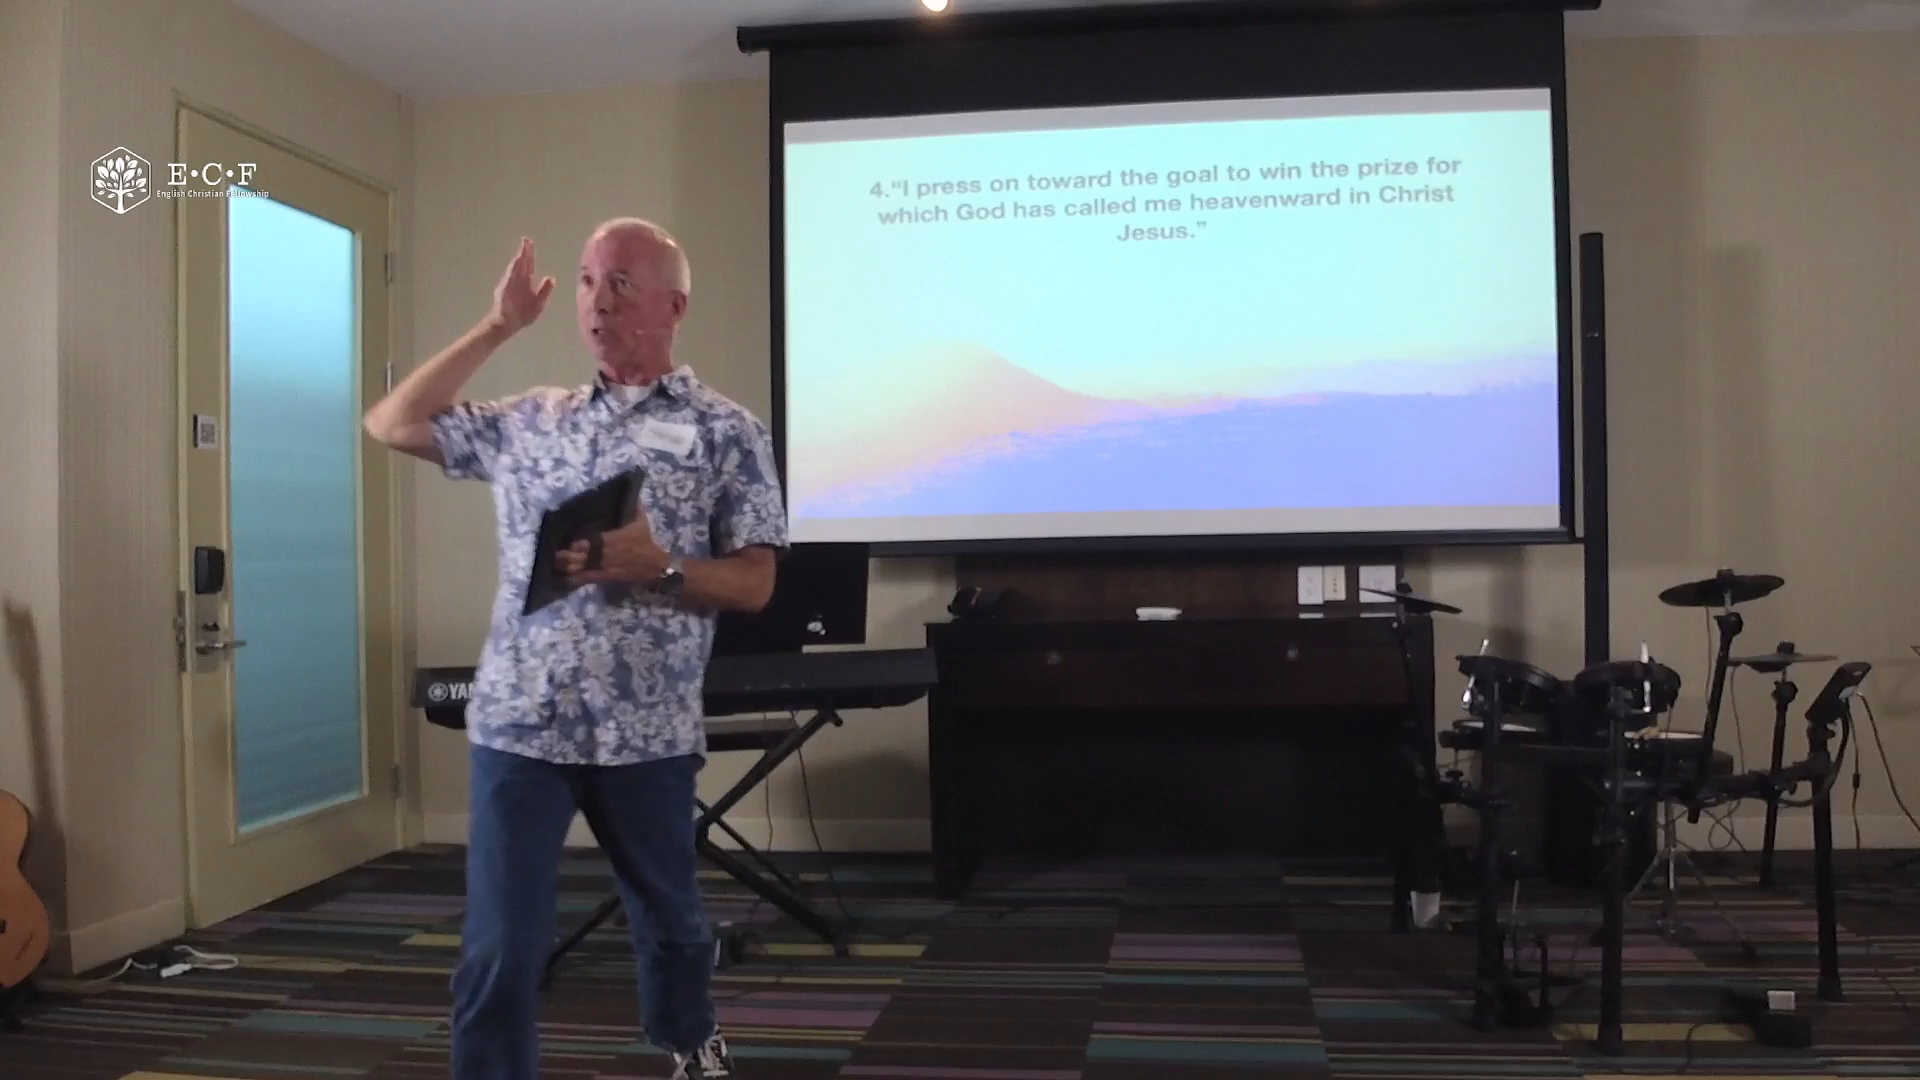 E·C·F
English Christian Fellowship
4.“I press on toward the goal to win the prize for
which God has called me heavenward in Christ
Jesus.”
YAM